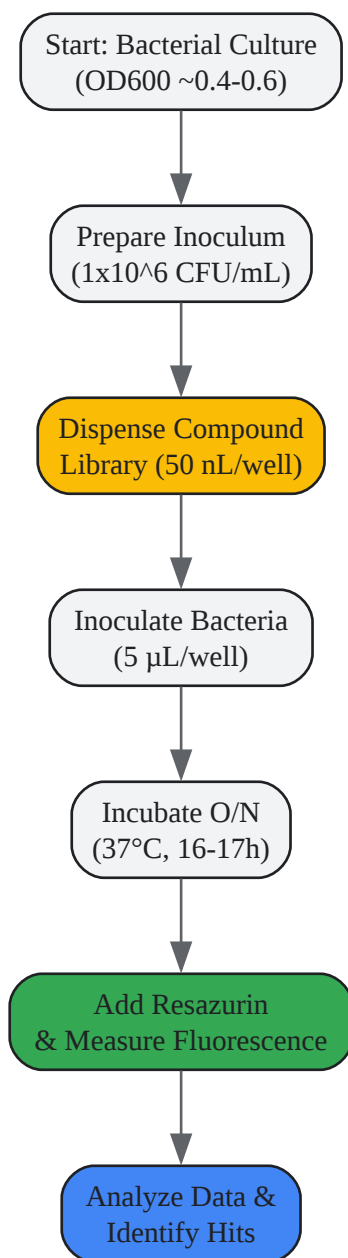 Start: Bacterial Culture
(OD600 ~0.4-0.6)
Prepare Inoculum
(1x10^6 CFU/mL)
Dispense Compound
Library (50 nL/well)
Inoculate Bacteria
(5 µL/well)
Incubate O/N
(37°C, 16-17h)
Add Resazurin
& Measure Fluorescence
Analyze Data &
Identify Hits